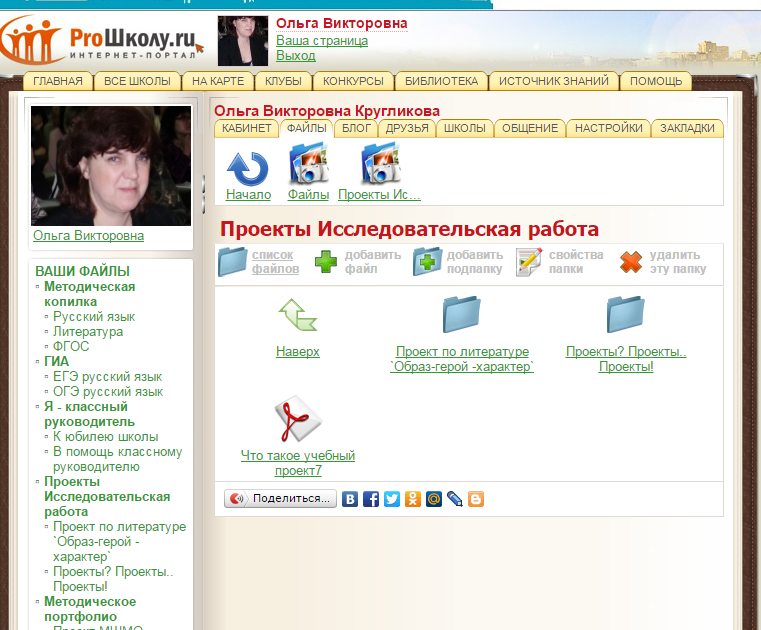 ProШколу.ru
ИНТЕРНЕТ-ПОРТАЛ
Ольга Викторовна
Ваша страница
Выход
ГЛАВНАЯ ВСЕ ШКОЛЫ НА КАРТЕ КЛУБЫ КОНКУРСЫ БИБЛИОТЕКА ИСТОЧНИК ЗНАНИЙ ПОМОЩЬ
Ольга Викторовна
ВАШИ ФАЙЛЫ
Методическая
копилка
Русский язык
Литература
ФГОС
ГИА
ЕГЭ русский язык
ОГЭ русский язык
Я - классный
руководитель
К юбилею школы
В помощь классному
руководителю
Проекты
Исследовательская
работа
Проект по литературе
`Образ-герой -
характер`
Проекты? Проекты..
Проекты!
Методическое
портфолио
Проект МШМО
Ольга Викторовна Кругликова
КАБИНЕТ ФАЙЛЫ БЛОГ ДРУЗЬЯ ШКОЛЫ ОБЩЕНИЕ НАСТРОЙКИ ЗАКЛАДКИ
Начало Файлы Проекты Ис...
Проекты Исследовательская работа
список
файлов
добавить
файл
добавить
подпапку
свойства
папки
удалить
эту папку
Наверх
Проект по литературе
`Образ-герой -характер`
Проекты? Проекты..
Проекты!
Что такое учебный
проект7
Поделиться...